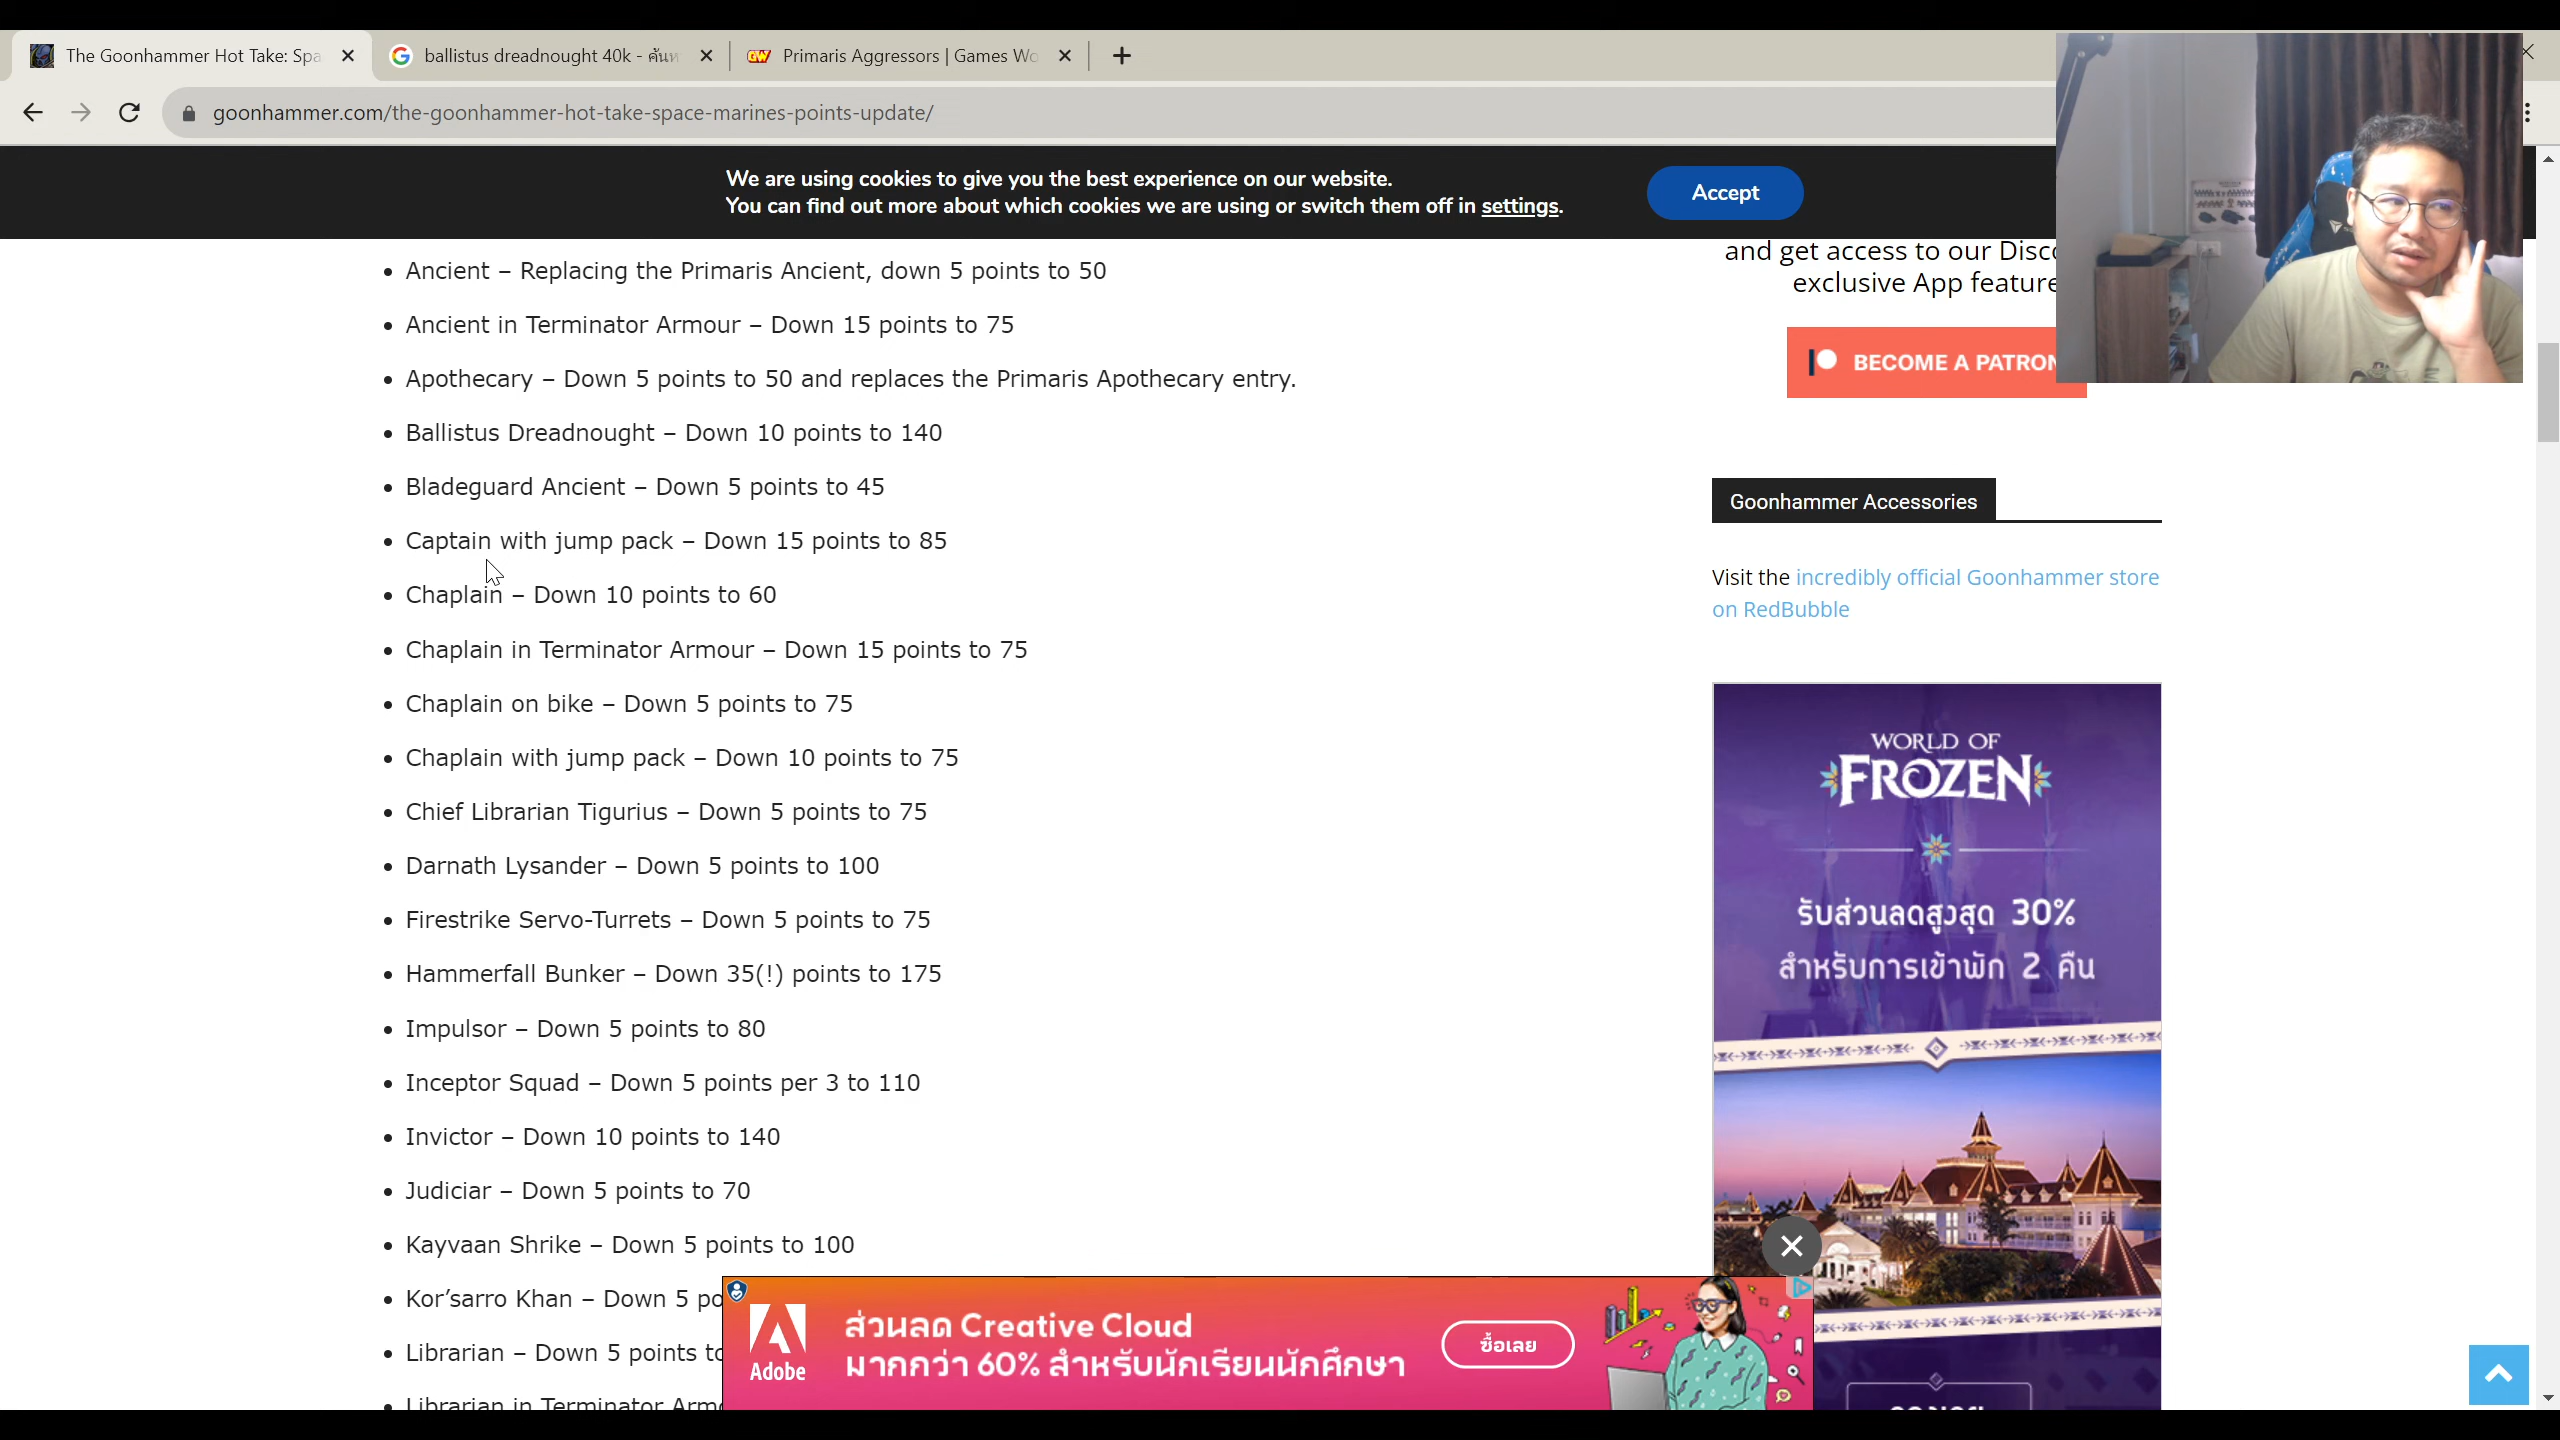 The Goonhammer Hot Take: Spa
ballistus dreadnought 40k - ค้นห
GW Primaris Aggressors | Games Wo
goonhammer.com/the-goonhammer-hot-take-space-marines-points-update/
We are using cookies to give you the best experience on our website.
You can find out more about which cookies we are using or switch them off in settings.
Accept
Ancient – Replacing the Primaris Ancient, down 5 points to 50
Ancient in Terminator Armour – Down 15 points to 75
Apothecary – Down 5 points to 50 and replaces the Primaris Apothecary entry.
Ballistus Dreadnought – Down 10 points to 140
Bladeguard Ancient – Down 5 points to 45
Captain with jump pack – Down 15 points to 85
Chaplain – Down 10 points to 60
Chaplain in Terminator Armour – Down 15 points to 75
Chaplain on bike – Down 5 points to 75
Chaplain with jump pack – Down 10 points to 75
Chief Librarian Tigurius – Down 5 points to 75
Darnath Lysander – Down 5 points to 100
Firestrike Servo-Turrets – Down 5 points to 75
Hammerfall Bunker – Down 35(!) points to 175
Impulsor – Down 5 points to 80
Inceptor Squad – Down 5 points per 3 to 110
Invictor – Down 10 points to 140
Judiciar – Down 5 points to 70
Kayvaan Shrike – Down 5 points to 100
Kor’sarro Khan – Down 5 po
Librarian – Down 5 points to
Librarian in Terminator Armo
and get access to our Disco
exclusive App feature
BECOME A PATRON
Goonhammer Accessories
Visit the incredibly official Goonhammer store
on RedBubble
WORLD OF
FROZEN
รับส่วนลดสูงสุด 30%
สำหรับการเข้าพัก 2 คืน
Adobe
ส่วนลด Creative Cloud
มากกว่า 60% สำหรับนักเรียนนักศึกษา
ซื้อเลย